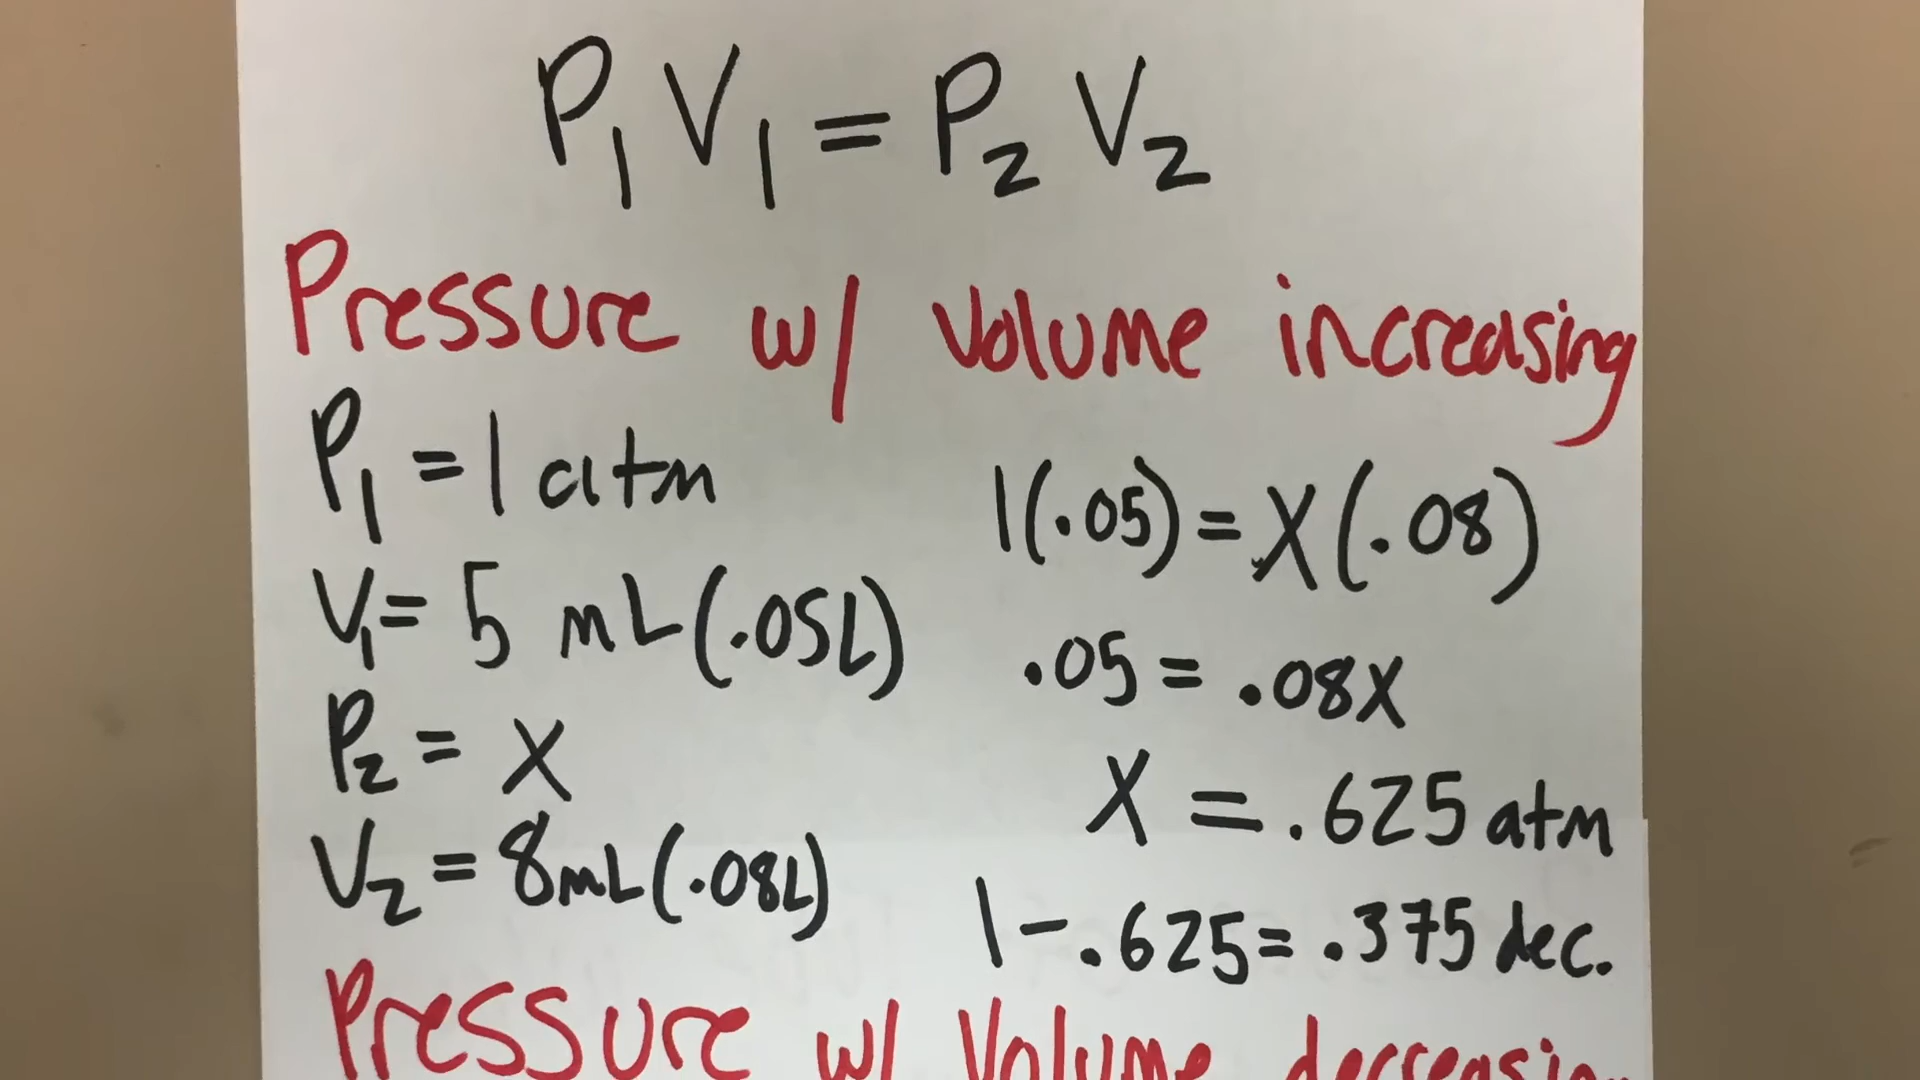 P₁V₁ = P₂V₂
Pressure w/ Volume increasing
P₁ = 1 atm
V₁ = 5 mL (.05L)
P₂ = X
V₂ = 8mL (.08L)
1(.05) = X(.08)
.05 = .08X
X = .625 atm
1 - .625 = .375 dec.
Pressure w/ Volume decreasin